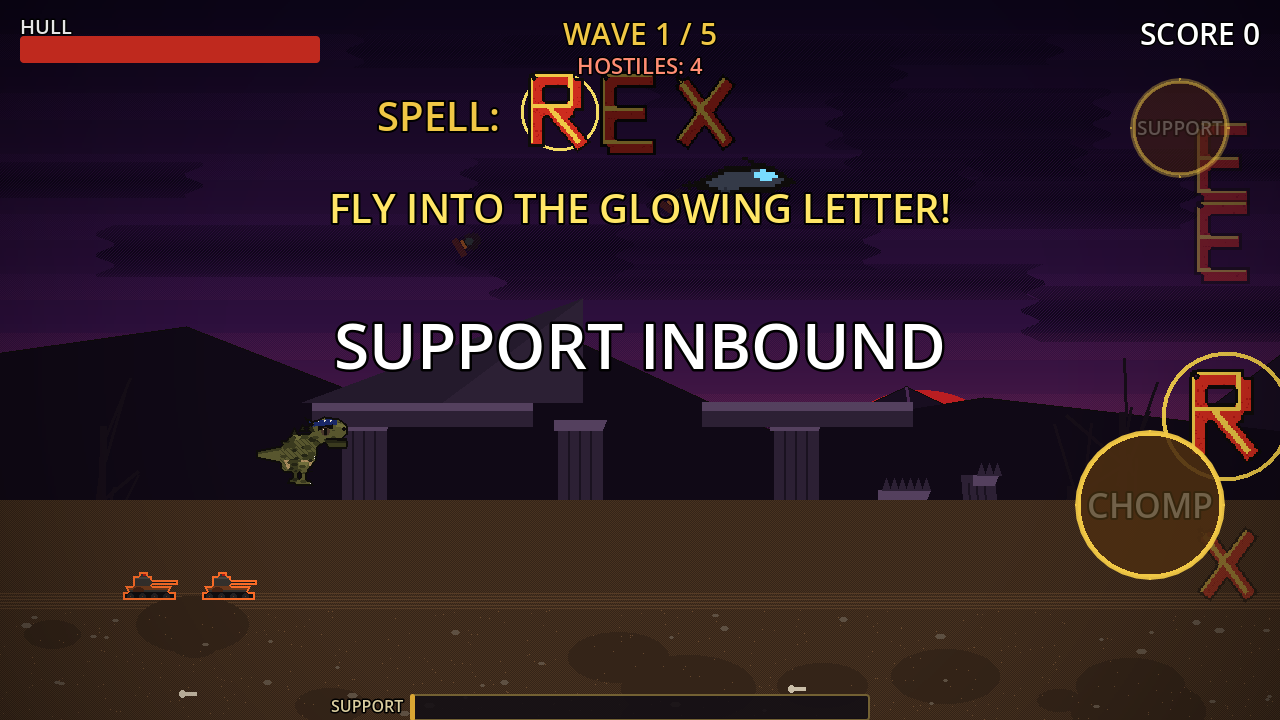 HULL
WAVE 1 / 5
SCORE 0
HOSTILES: 4
SPELL: REX
SUPPORT
E
E
FLY INTO THE GLOWING LETTER!
SUPPORT INBOUND
R
CHOMP
X
SUPPORT